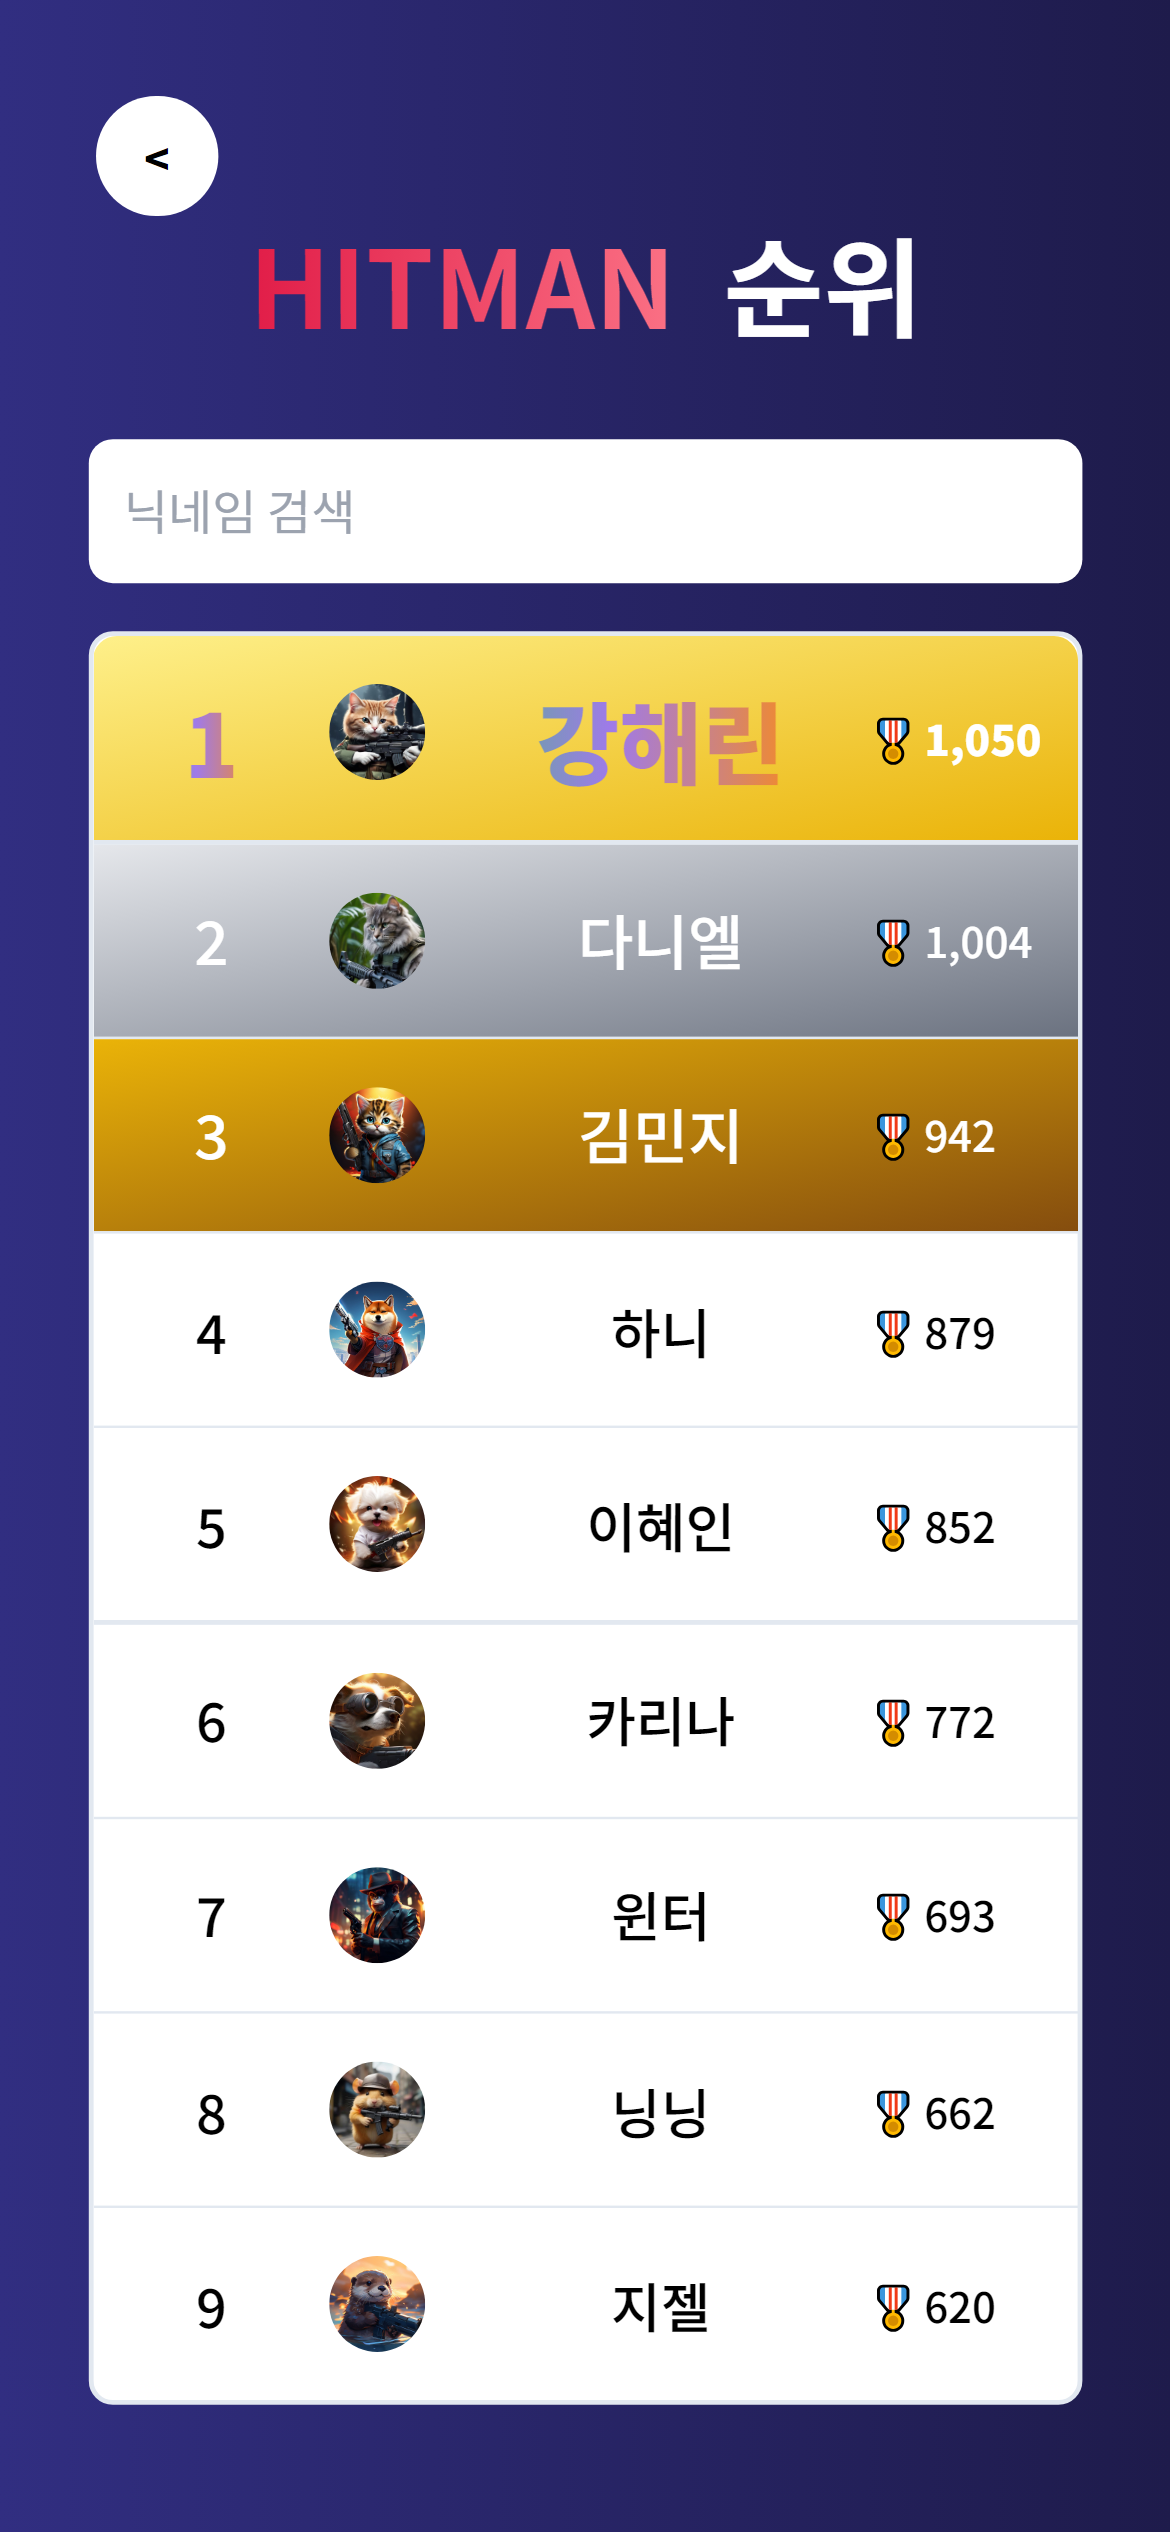 <
HITMAN 순위
닉네임 검색
1 강해린 1,050
2 다니엘 1,004
3 김민지 942
4 하니 879
5 이혜인 852
6 카리나 772
7 윈터 693
8 닝닝 662
9 지젤 620